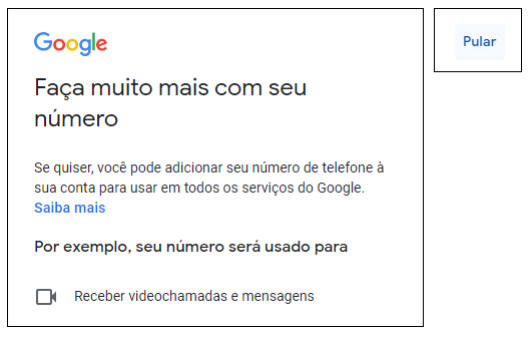 Google
Faça muito mais com seu
número
Se quiser, você pode adicionar seu número de telefone à
sua conta para usar em todos os serviços do Google.
Saiba mais
Por exemplo, seu número será usado para
Receber videochamadas e mensagens
Pular